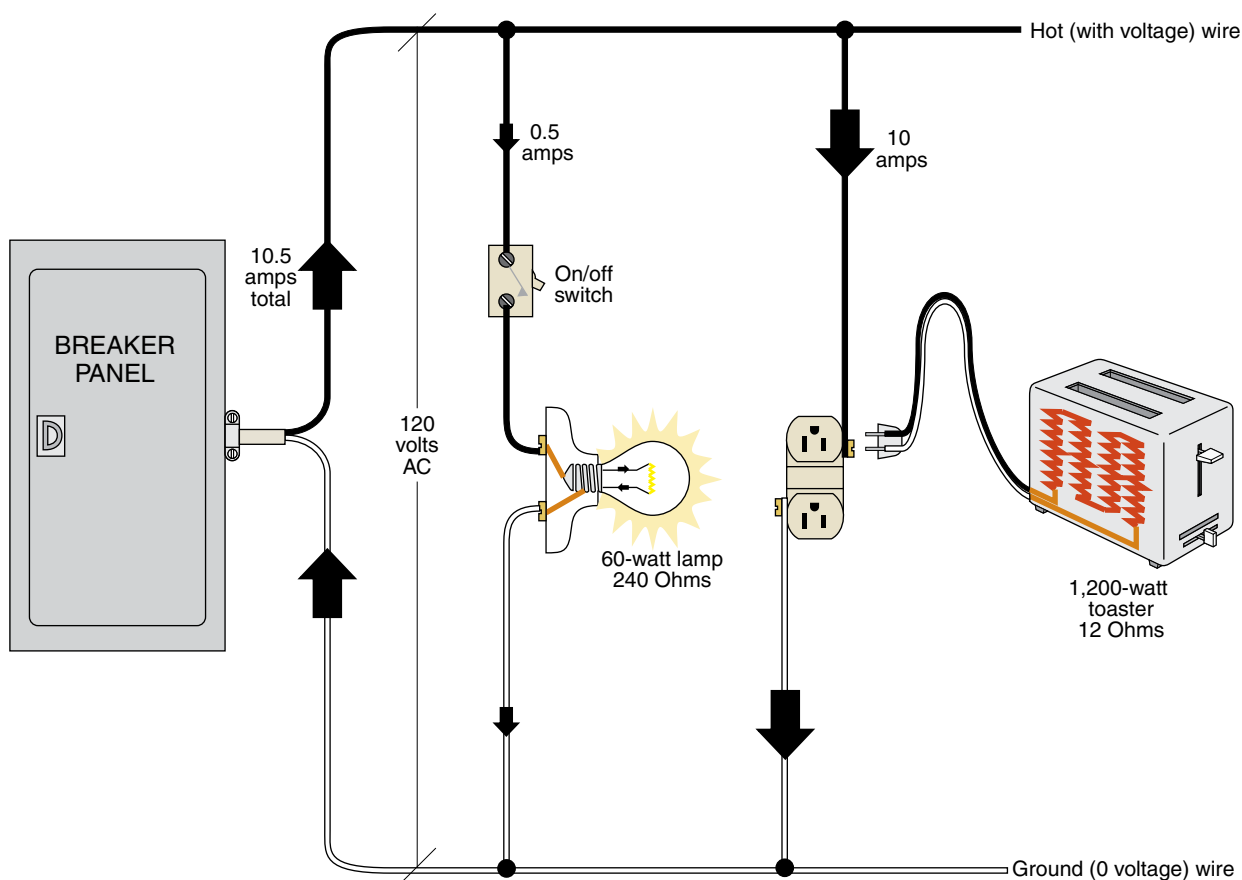 Hot (with voltage) wire
0.5
amps
10
amps
10.5
amps
total
On/off
switch
BREAKER
PANEL
120
volts
AC
60-watt lamp
240 Ohms
1,200-watt
toaster
12 Ohms
Ground (0 voltage) wire